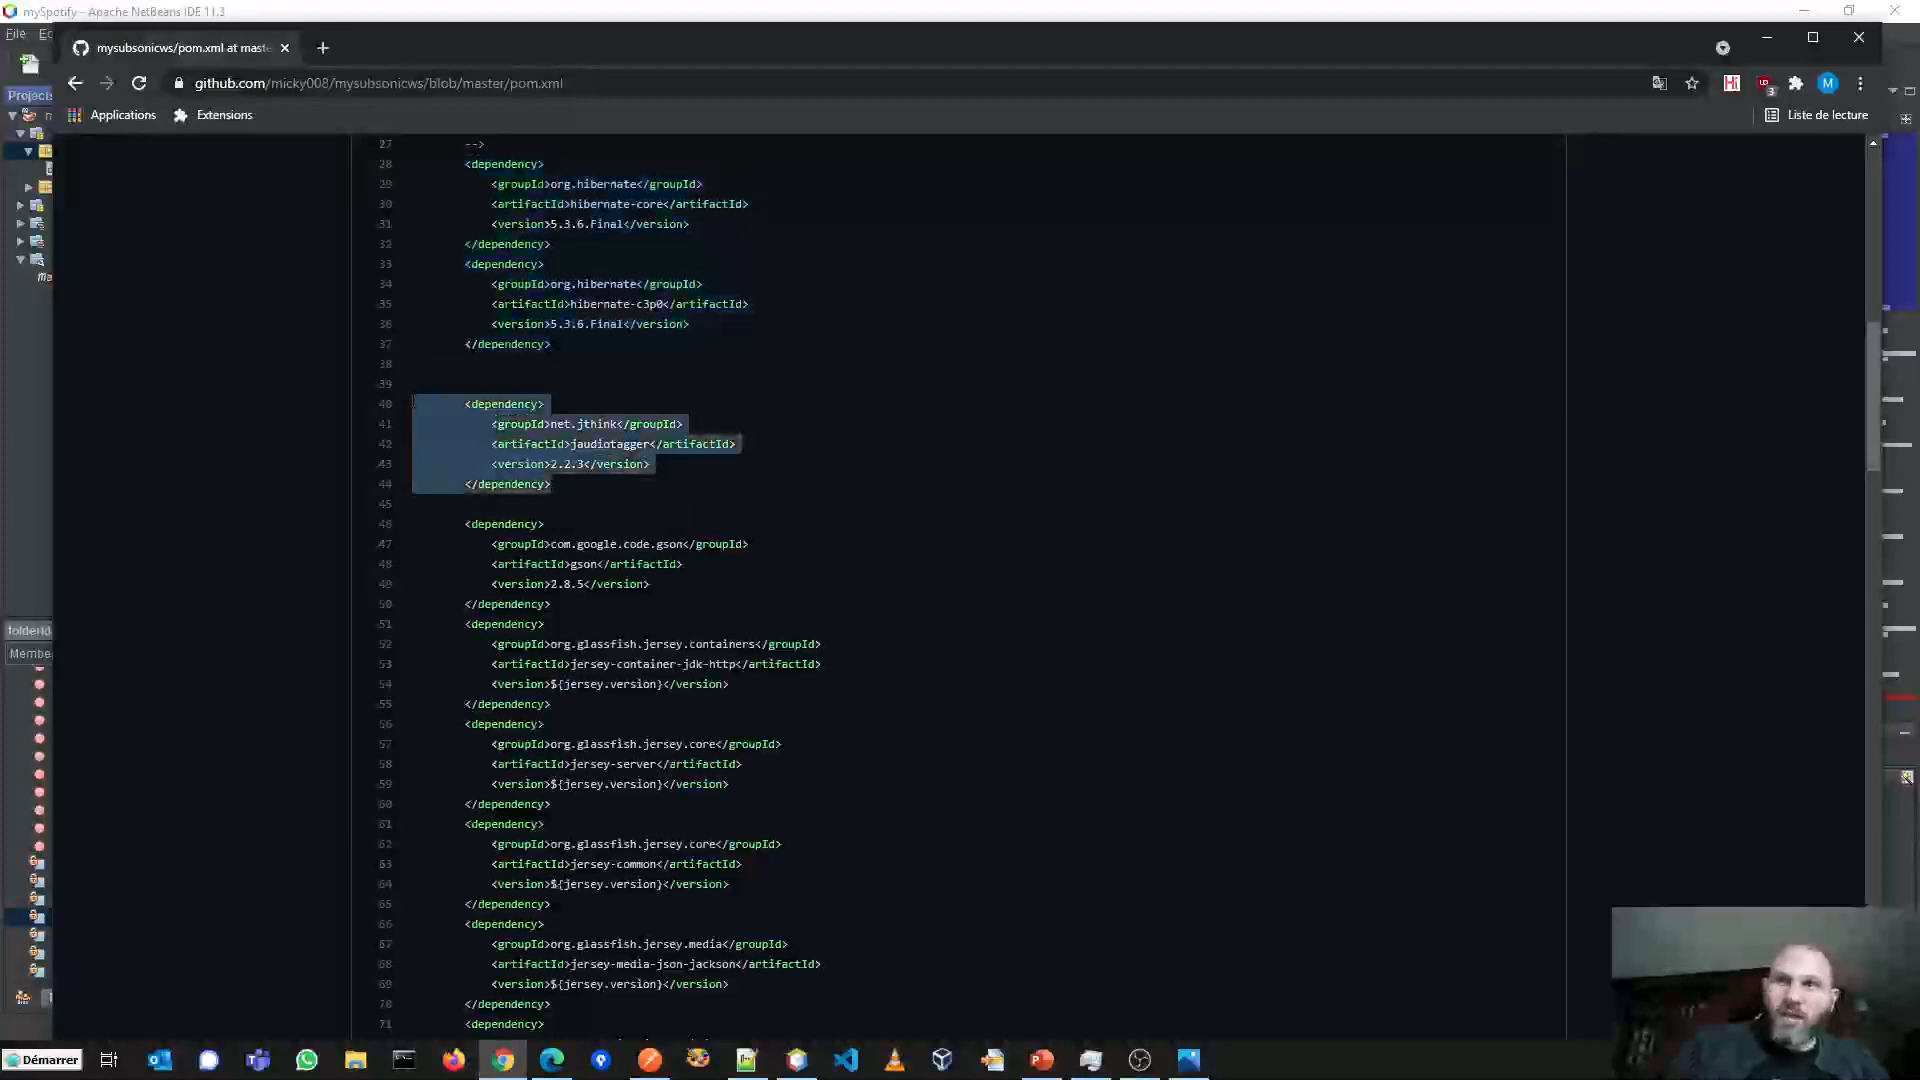 mySpotify - Apache NetBeans IDE 11.3
File
mysubsonicws/pom.xml at mast
github.com/micky008/mysubsonicws/blob/master/pom.xml
3
M
Projects
Applications
Extensions
Liste de lecture
27 -->
28 <dependency>
29 <groupId>org.hibernate</groupId>
30 <artifactId>hibernate-core</artifactId>
31 <version>5.3.6.Final</version>
32 </dependency>
33 <dependency>
34 <groupId>org.hibernate</groupId>
35 <artifactId>hibernate-c3p0</artifactId>
36 <version>5.3.6.Final</version>
37 </dependency>
38
39
40 <dependency>
41 <groupId>net.jthink</groupId>
42 <artifactId>jaudiotagger</artifactId>
43 <version>2.2.3</version>
44 </dependency>
45
46 <dependency>
47 <groupId>com.google.code.gson</groupId>
48 <artifactId>gson</artifactId>
49 <version>2.8.5</version>
50 </dependency>
51 <dependency>
52 <groupId>org.glassfish.jersey.containers</groupId>
53 <artifactId>jersey-container-jdk-http</artifactId>
54 <version>${jersey.version}</version>
55 </dependency>
56 <dependency>
57 <groupId>org.glassfish.jersey.core</groupId>
58 <artifactId>jersey-server</artifactId>
59 <version>${jersey.version}</version>
60 </dependency>
61 <dependency>
62 <groupId>org.glassfish.jersey.core</groupId>
63 <artifactId>jersey-common</artifactId>
64 <version>${jersey.version}</version>
65 </dependency>
66 <dependency>
67 <groupId>org.glassfish.jersey.media</groupId>
68 <artifactId>jersey-media-json-jackson</artifactId>
69 <version>${jersey.version}</version>
70 </dependency>
71 <dependency>
folderId
Membe
Démarrer